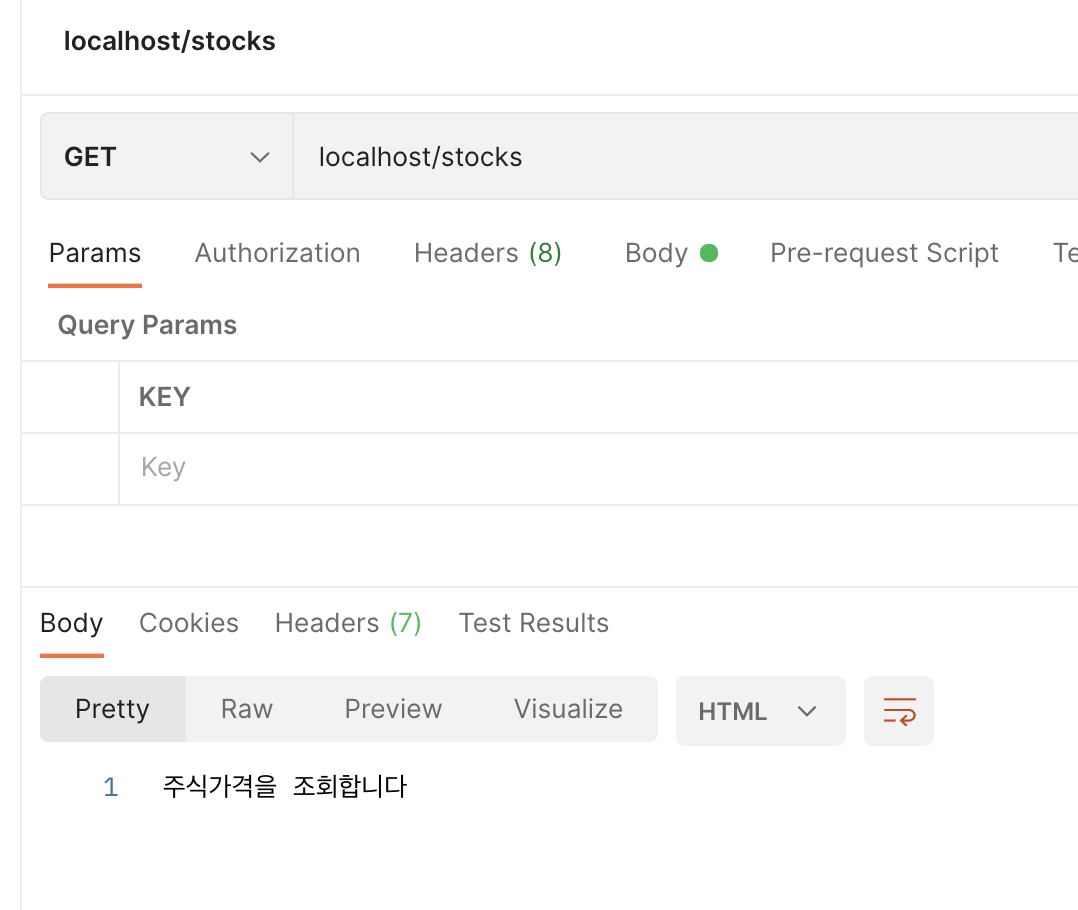 localhost/stocks
GET localhost/stocks
Params Authorization Headers (8) Body Pre-request Script Te
Query Params
KEY
Key
Body Cookies Headers (7) Test Results
Pretty Raw Preview Visualize HTML
1 주식가격을 조회합니다